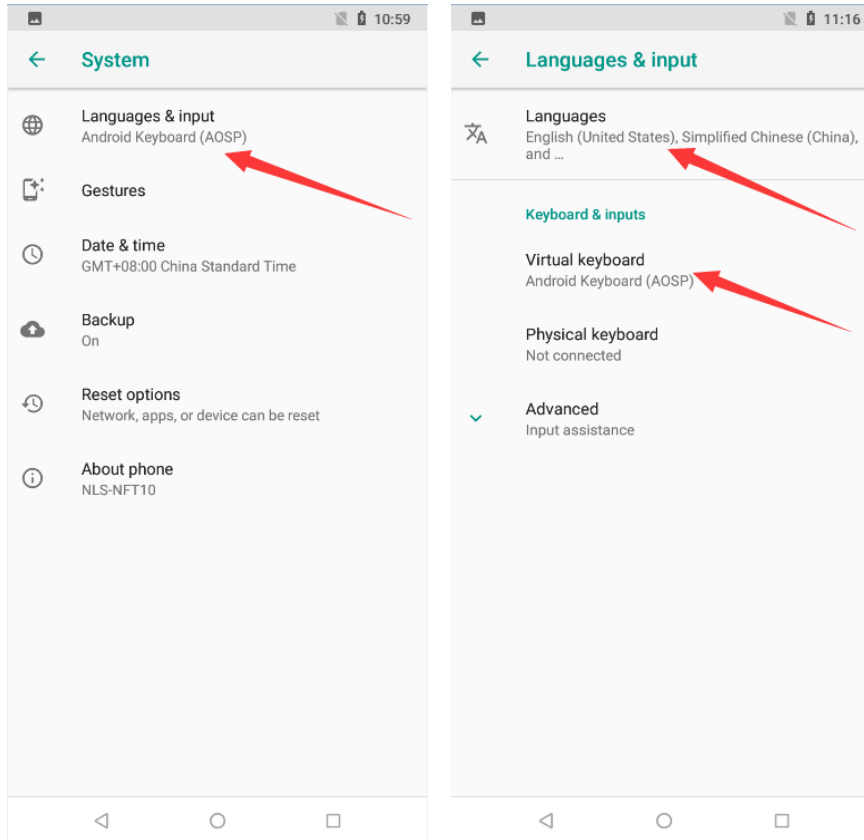 10:59
System
Languages & input
Android Keyboard (AOSP)
Gestures
Date & time
GMT+08:00 China Standard Time
Backup
On
Reset options
Network, apps, or device can be reset
About phone
NLS-NFT10
11:16
Languages & input
Languages
English (United States), Simplified Chinese (China),
and ...
Keyboard & inputs
Virtual keyboard
Android Keyboard (AOSP)
Physical keyboard
Not connected
Advanced
Input assistance